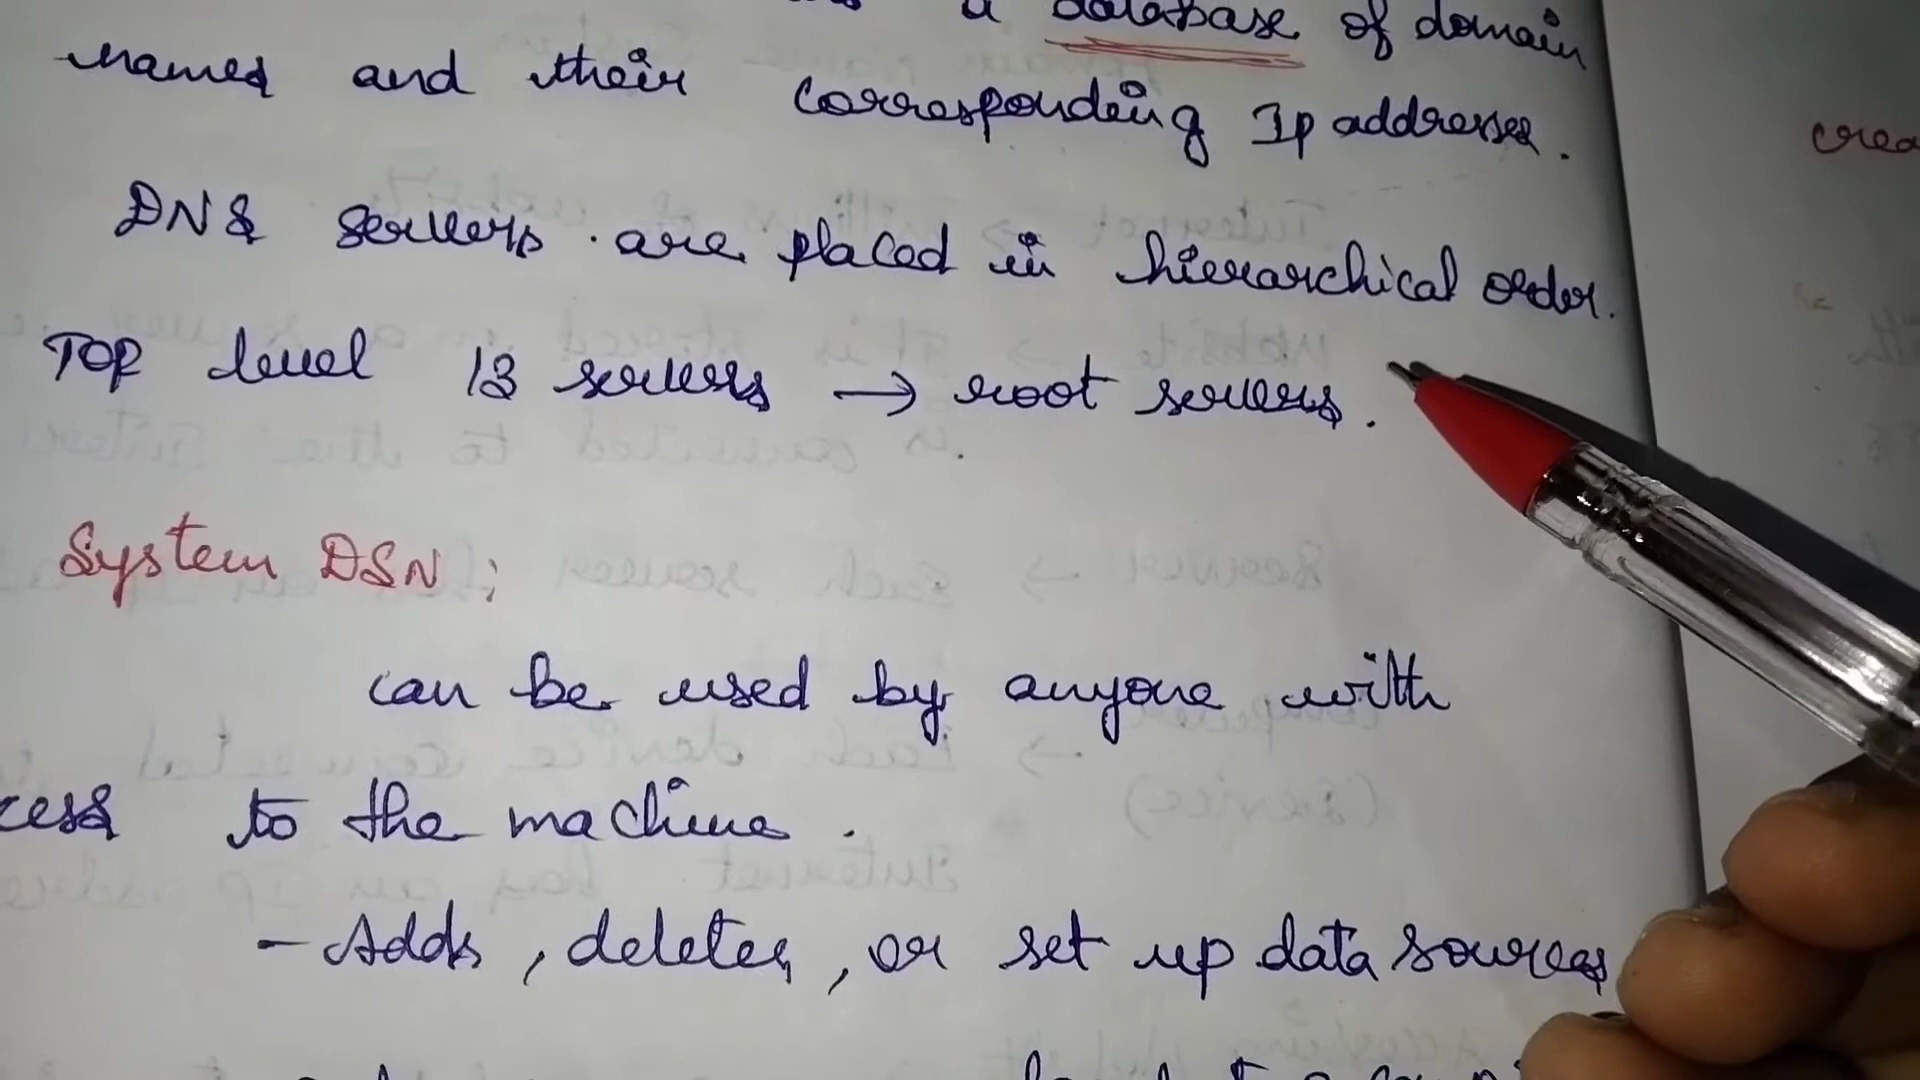 a database of domain
names and their corresponding Ip addresses.
DNS servers are placed in hierarchical order.
TOP level 13 servers → root servers.
System DSN;
can be used by anyone with
cess to the machine.
- Adds, deletes, or set up data sources
crea